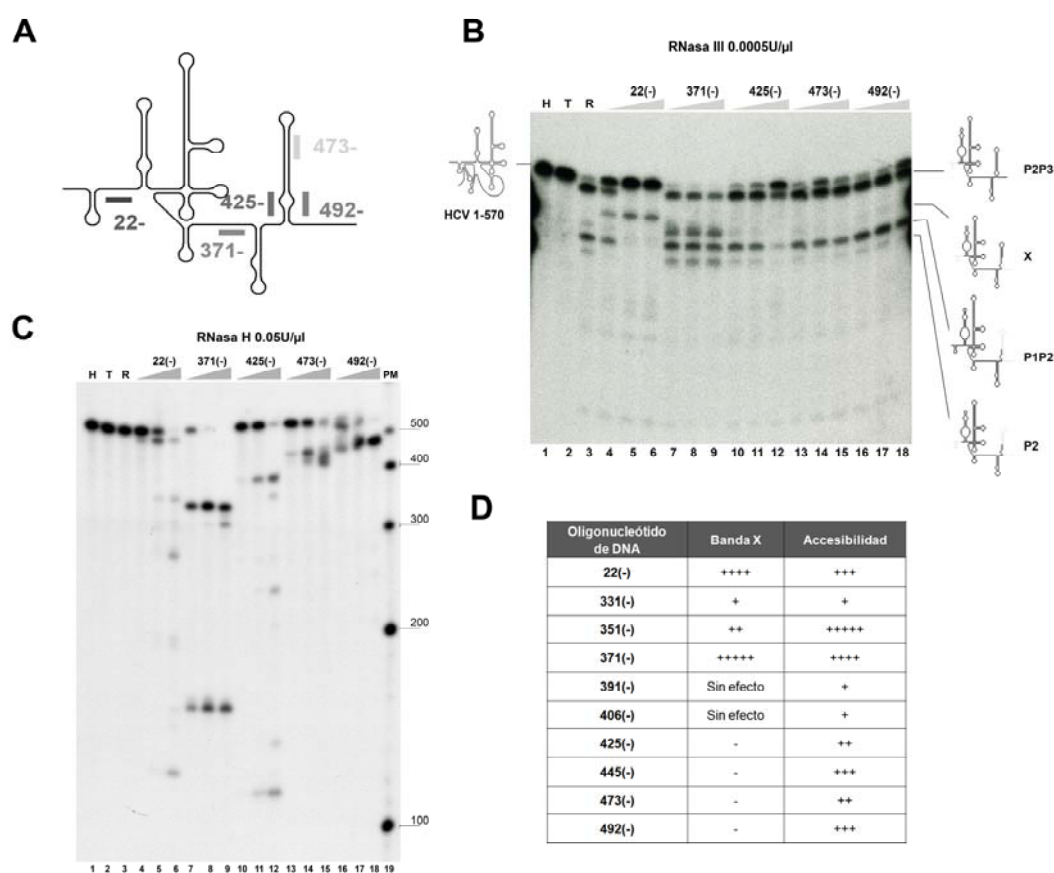 A
473-
425-
492-
22-
371-
B
RNasa III 0.0005U/µl
22(-) 371(-) 425(-) 473(-) 492(-)
H T R
HCV 1-570
P2P3
X
P1P2
P2
1 2 3 4 5 6 7 8 9 10 11 12 13 14 15 16 17 18
C
RNasa H 0.05U/µl
22(-) 371(-) 425(-) 473(-) 492(-)
H T R PM
500
400
300
200
100
1 2 3 4 5 6 7 8 9 10 11 12 13 14 15 16 17 18 19
D
Oligonucleótido de DNA Banda X Accesibilidad
22(-) ++++ +++
331(-) + +
351(-) ++ +++++
371(-) +++++ ++++
391(-) Sin efecto +
406(-) Sin efecto +
425(-) - ++
445(-) - +++
473(-) - ++
492(-) - +++